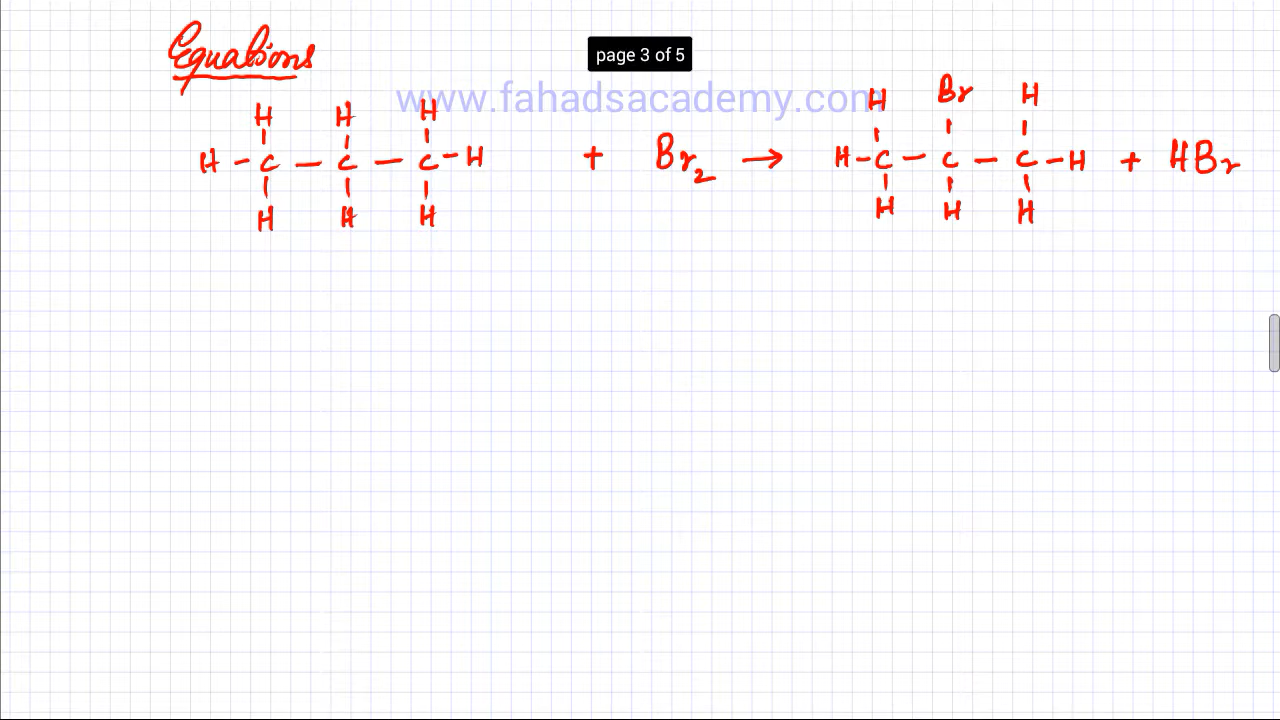 Equations
page 3 of 5
www.fahadsacademy.com
H H H H Br H
H - C - C - C - H + Br₂ → H - C - C - C - H + HBr
H H H H H H